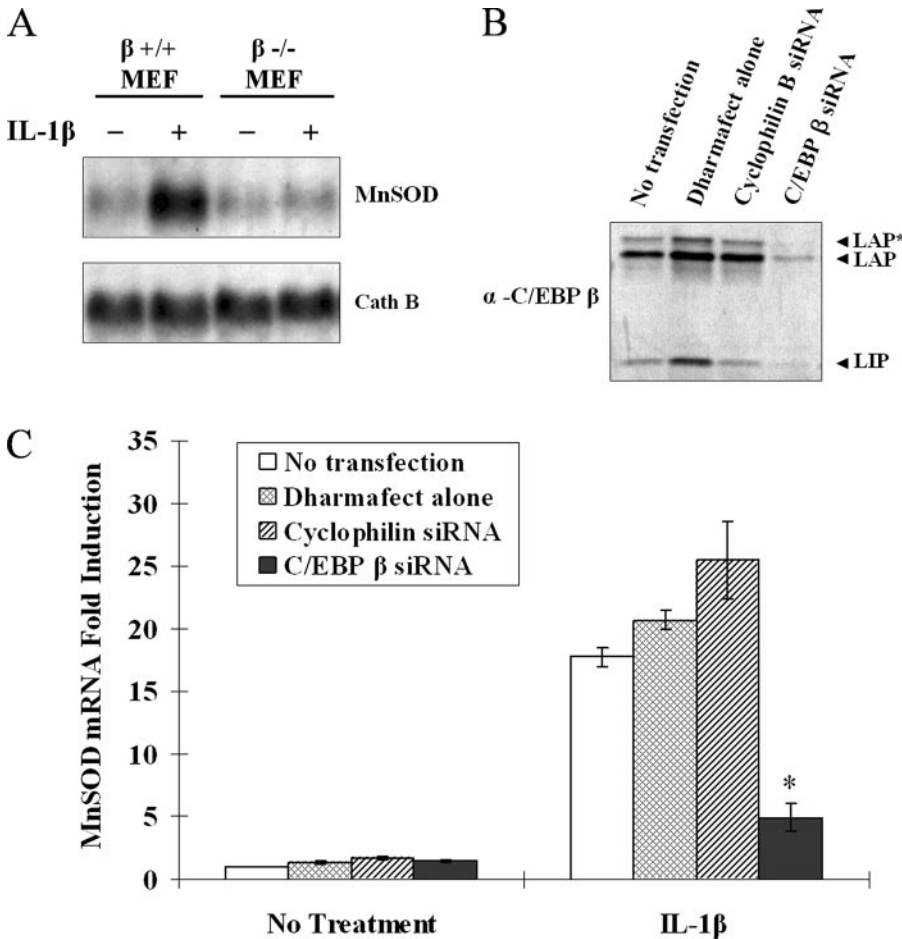 A
β +/+ β -/-
MEF MEF
IL-1β − + − +
MnSOD
Cath B
B
No transfection
Dharmafect alone
Cyclophilin B siRNA
C/EBP β siRNA
α -C/EBP β
◄ LAP*
◄ LAP
◄ LIP
C
MnSOD mRNA Fold Induction
35
30
25
20
15
10
5
0
No transfection
Dharmafect alone
Cyclophilin siRNA
C/EBP β siRNA
*
No Treatment IL-1β